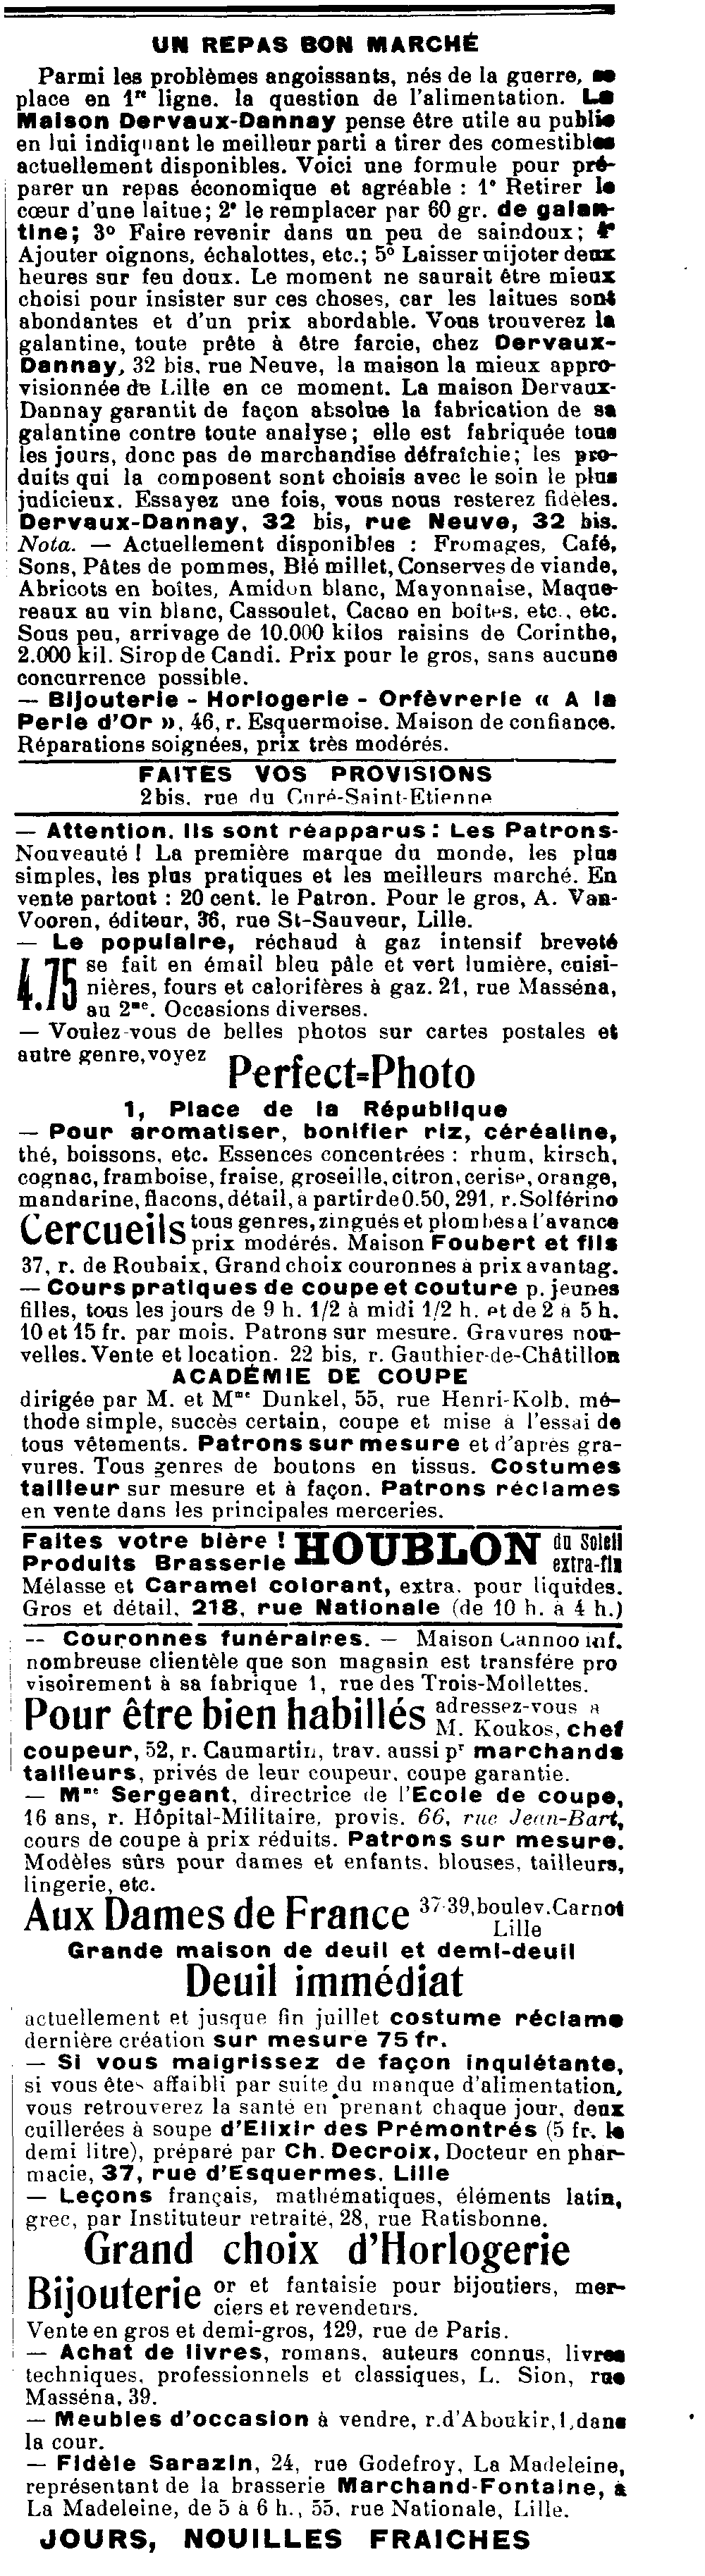 UN REPAS BON MARCHÉ
Parmi les problèmes angoissants, nés de la guerre, se
place en 1re ligne. la question de l'alimentation. La
Maison Dervaux-Dannay pense être utile au public
en lui indiquant le meilleur parti a tirer des comestibles
actuellement disponibles. Voici une formule pour pré-
parer un repas économique et agréable : 1° Retirer le
cœur d'une laitue; 2° le remplacer par 60 gr. de galan-
tine; 3° Faire revenir dans un peu de saindoux; 4°
Ajouter oignons, échalottes, etc.; 5° Laisser mijoter deux
heures sur feu doux. Le moment ne saurait être mieux
choisi pour insister sur ces choses, car les laitues sont
abondantes et d'un prix abordable. Vous trouverez la
galantine, toute prête à être farcie, chez Dervaux-
Dannay, 32 bis, rue Neuve, la maison la mieux appro-
visionnée de Lille en ce moment. La maison Dervaux-
Dannay garantit de façon absolue la fabrication de sa
galantine contre toute analyse; elle est fabriquée tous
les jours, donc pas de marchandise défraîchie; les pro-
duits qui la composent sont choisis avec le soin le plus
judicieux. Essayez une fois, vous nous resterez fidèles.
Dervaux-Dannay, 32 bis, rue Neuve, 32 bis.
Nota. — Actuellement disponibles : Fromages, Café,
Sons, Pâtes de pommes, Blé millet, Conserves de viande,
Abricots en boîtes, Amidon blanc, Mayonnaise, Maque-
reaux au vin blanc, Cassoulet, Cacao en boîtes, etc., etc.
Sous peu, arrivage de 10.000 kilos raisins de Corinthe,
2.000 kil. Sirop de Candi. Prix pour le gros, sans aucune
concurrence possible.
— Bijouterie - Horlogerie - Orfèvrerie « A la
Perle d'Or », 46, r. Esquermoise. Maison de confiance.
Réparations soignées, prix très modérés.
FAITES VOS PROVISIONS
2bis, rue du Curé-Saint-Etienne
— Attention. Ils sont réapparus : Les Patrons-
Nouveauté ! La première marque du monde, les plus
simples, les plus pratiques et les meilleurs marché. En
vente partout : 20 cent. le Patron. Pour le gros, A. Van-
Vooren, éditeur, 36, rue St-Sauveur, Lille.
— Le populaire, réchaud à gaz intensif breveté
4.75 se fait en émail bleu pâle et vert lumière, cuisi-
nières, fours et calorifères à gaz. 21, rue Masséna,
au 2me. Occasions diverses.
— Voulez-vous de belles photos sur cartes postales et
autre genre, voyez Perfect=Photo
1, Place de la République
— Pour aromatiser, bonifier riz, céréaline,
thé, boissons, etc. Essences concentrées : rhum, kirsch,
cognac, framboise, fraise, groseille, citron, cerise, orange,
mandarine, flacons, détail, a partir de 0.50, 291, r. Solférino
Cercueils tous genres, zingués et plombés a l'avance
prix modérés. Maison Foubert et fils
37, r. de Roubaix, Grand choix couronnes à prix avantag.
— Cours pratiques de coupe et couture p. jeunes
filles, tous les jours de 9 h. 1/2 à midi 1/2 h. et de 2 à 5 h.
10 et 15 fr. par mois. Patrons sur mesure. Gravures nou-
velles. Vente et location. 22 bis, r. Gauthier-de-Châtillon
ACADÉMIE DE COUPE
dirigée par M. et Mme Dunkel, 55, rue Henri-Kolb. mé-
thode simple, succès certain, coupe et mise à l'essai de
tous vêtements. Patrons sur mesure et d'après gra-
vures. Tous genres de boutons en tissus. Costumes
tailleur sur mesure et à façon. Patrons réclames
en vente dans les principales merceries.
Faites votre bière ! HOUBLON du Soleil
Produits Brasserie extra-fin
Mélasse et Caramel colorant, extra. pour liquides.
Gros et détail, 218, rue Nationale (de 10 h. à 4 h.)
-- Couronnes funéraires. — Maison Cannoo inf.
nombreuse clientèle que son magasin est transféré pro
visoirement à sa fabrique 1, rue des Trois-Mollettes.
Pour être bien habillés adressez-vous a
M. Koukos, chef
coupeur, 52, r. Caumartin, trav. aussi pr marchands
tailleurs, privés de leur coupeur, coupe garantie.
— Mme Sergeant, directrice de l'Ecole de coupe,
16 ans, r. Hôpital-Militaire, provis. 66, rue Jean-Bart,
cours de coupe à prix réduits. Patrons sur mesure.
Modèles sûrs pour dames et enfants, blouses, tailleurs,
lingerie, etc.
Aux Dames de France 37-39, boulev. Carnot
Lille
Grande maison de deuil et demi-deuil
Deuil immédiat
actuellement et jusque fin juillet costume réclame
dernière création sur mesure 75 fr.
— Si vous maigrissez de façon inquiétante,
si vous êtes affaibli par suite du manque d'alimentation,
vous retrouverez la santé en prenant chaque jour, deux
cuillerées à soupe d'Elixir des Prémontrés (5 fr. le
demi litre), préparé par Ch. Decroix, Docteur en phar-
macie, 37, rue d'Esquermes, Lille
— Leçons français, mathématiques, éléments latin,
grec, par Instituteur retraité, 28, rue Ratisbonne.
Grand choix d'Horlogerie
Bijouterie or et fantaisie pour bijoutiers, mer-
ciers et revendeurs.
Vente en gros et demi-gros, 129, rue de Paris.
— Achat de livres, romans, auteurs connus, livres
techniques, professionnels et classiques, L. Sion, rue
Masséna, 39.
— Meubles d'occasion à vendre, r. d'Aboukir, 1, dans
la cour.
— Fidèle Sarazin, 24, rue Godefroy, La Madeleine,
représentant de la brasserie Marchand-Fontaine, à
La Madeleine, de 5 à 6 h., 55, rue Nationale, Lille.
JOURS, NOUILLES FRAICHES